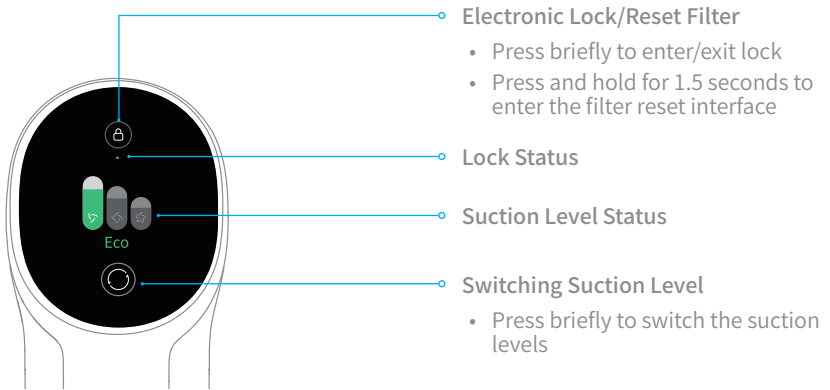 Electronic Lock/Reset Filter
• Press briefly to enter/exit lock
• Press and hold for 1.5 seconds to
enter the filter reset interface
Lock Status
Suction Level Status
Eco
Switching Suction Level
• Press briefly to switch the suction
levels